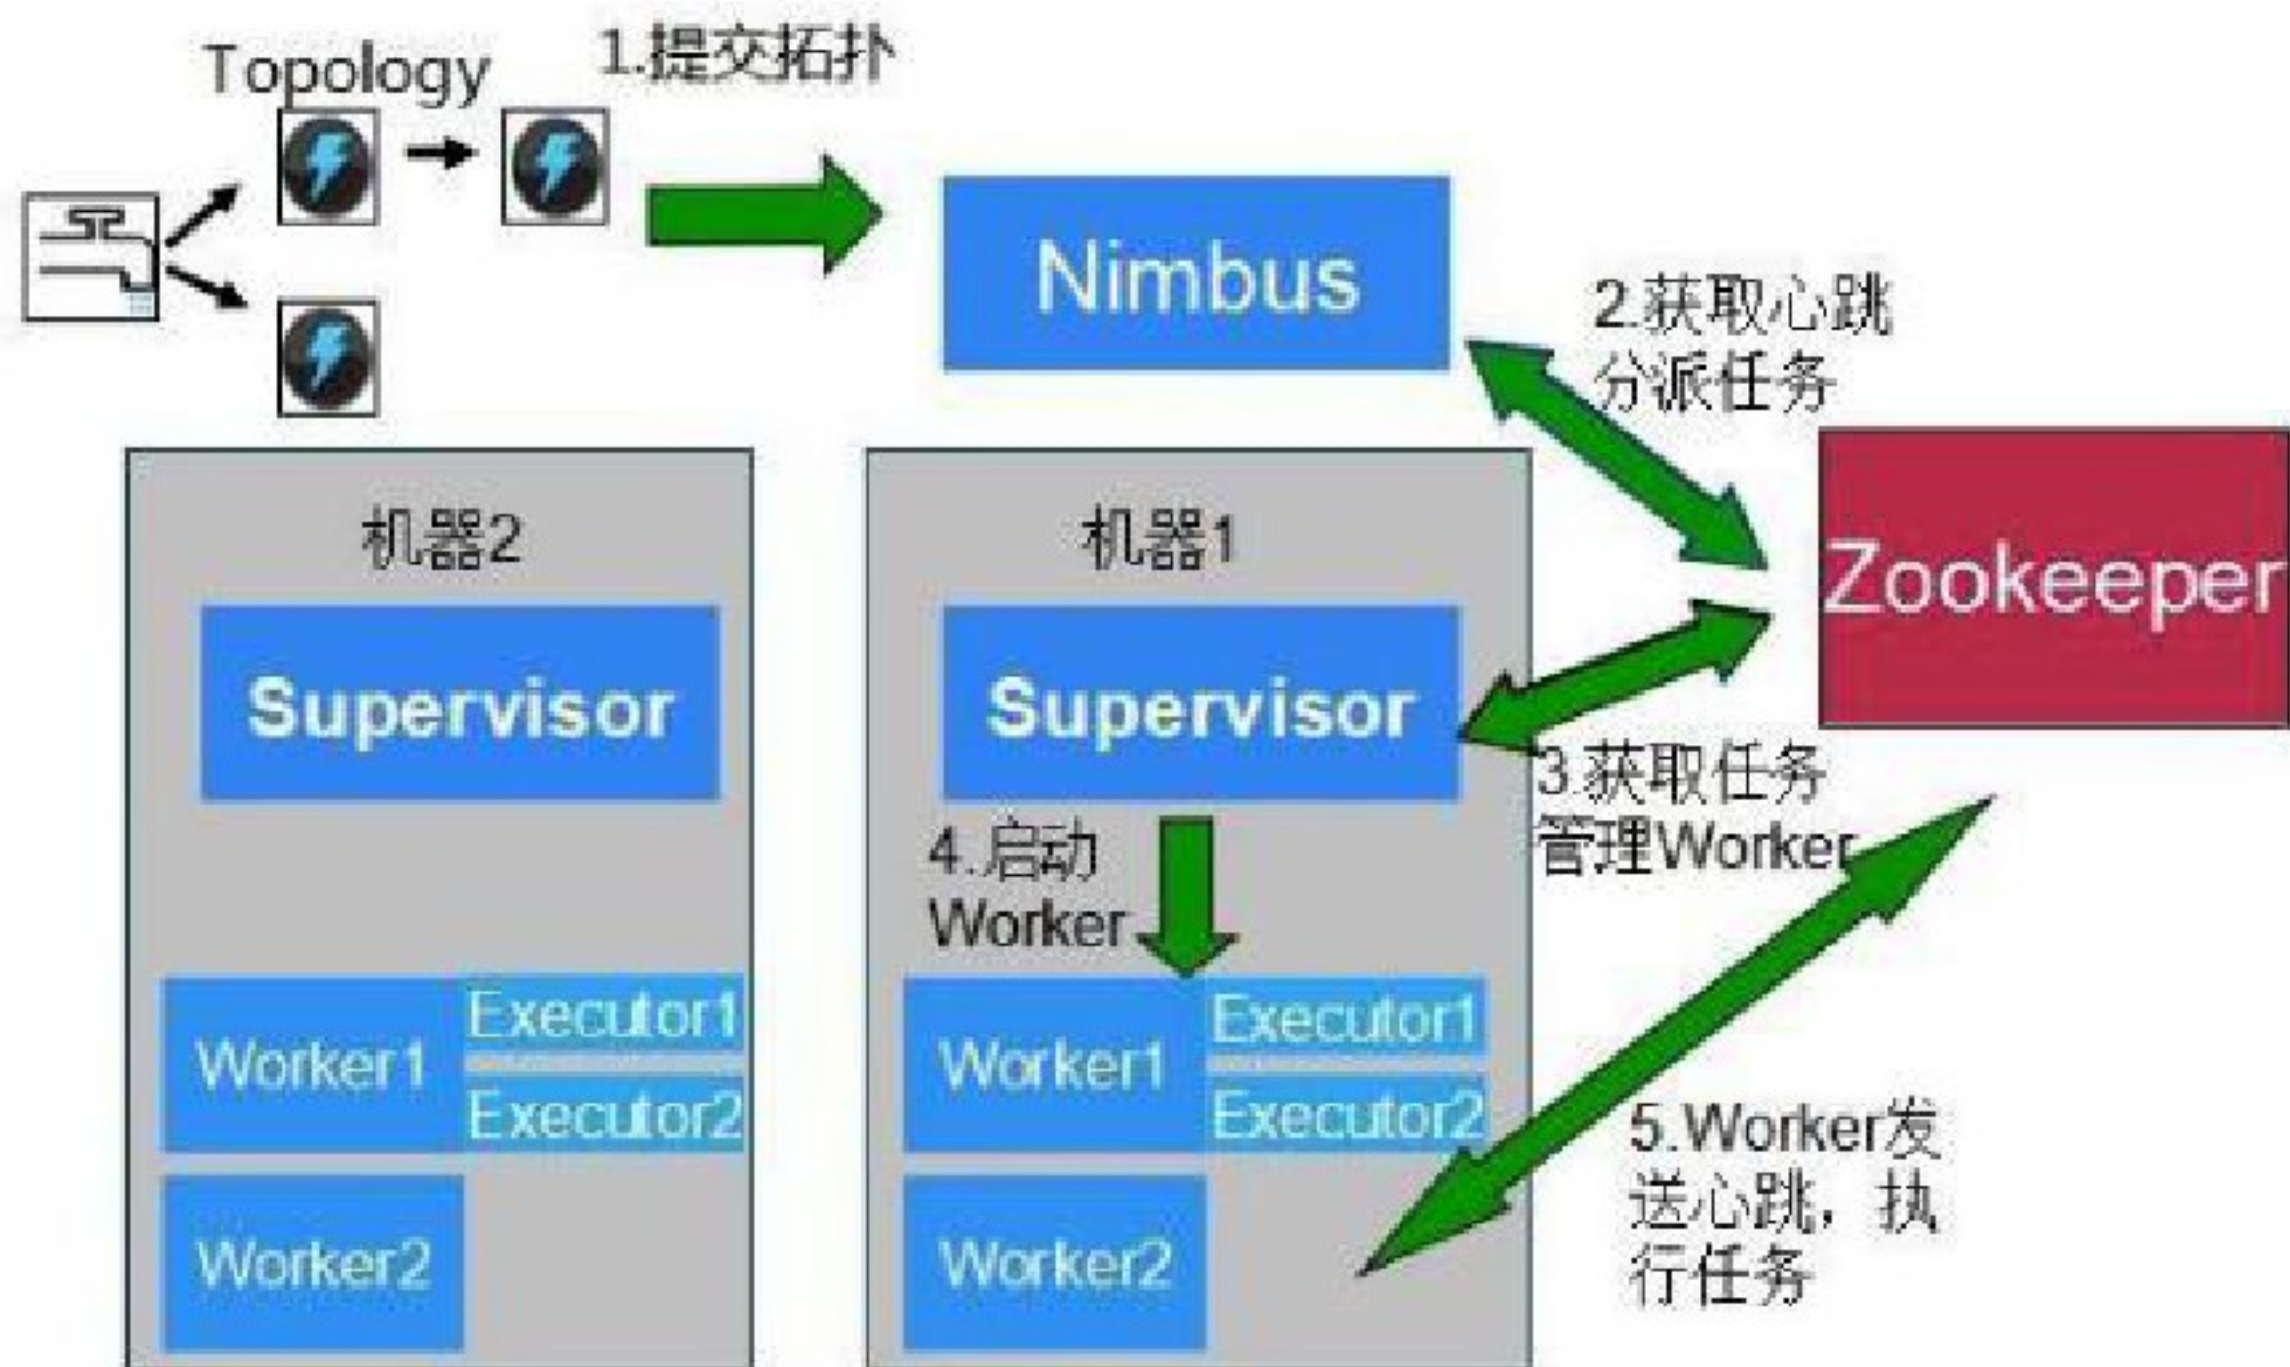 Topology
1.提交拓扑
Nimbus
2.获取心跳
分派任务
Zookeeper
机器2
Supervisor
Worker1
Executor1
Executor2
Worker2
机器1
Supervisor
3.获取任务
管理Worker
4.启动
Worker
Worker1
Executor1
Executor2
Worker2
5.Worker发
送心跳，执
行任务